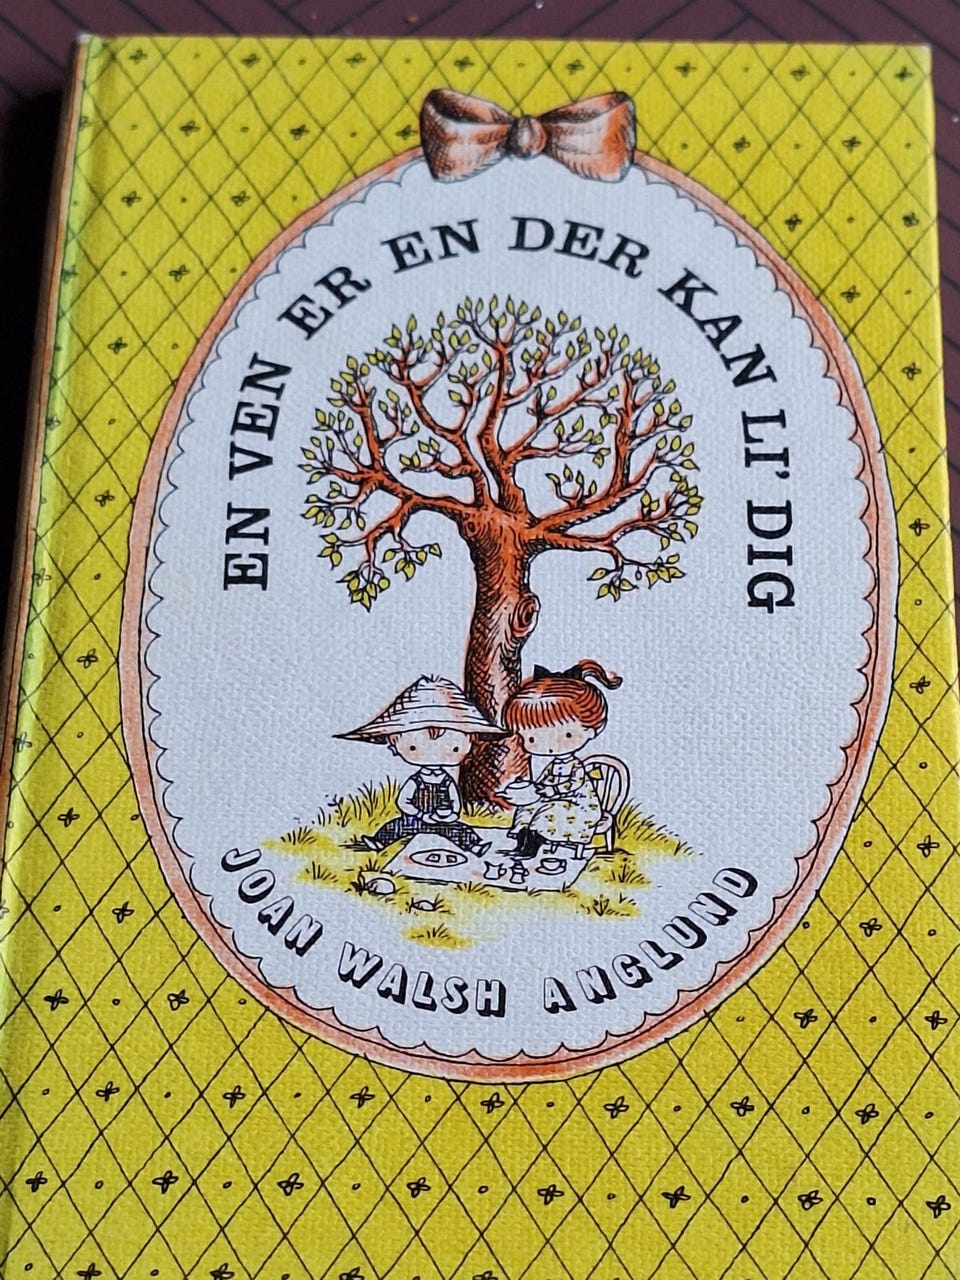 EN VEN ER EN DER KAN LI' DIG
JOAN WALSH ANGLUND